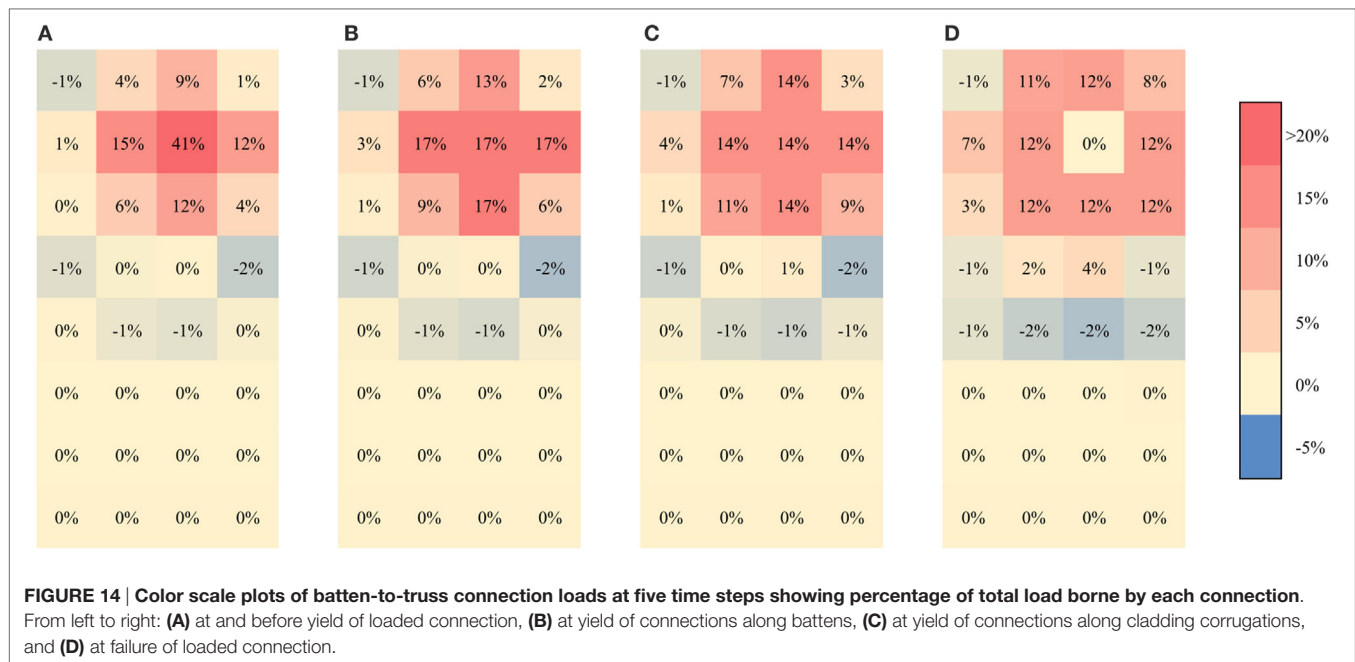 A B C D
-1% 4% 9% 1% -1% 6% 13% 2% -1% 7% 14% 3% -1% 11% 12% 8%
>20%
1% 15% 41% 12% 3% 17% 17% 17% 4% 14% 14% 14% 7% 12% 0% 12%
15%
0% 6% 12% 4% 1% 9% 17% 6% 1% 11% 14% 9% 3% 12% 12% 12%
10%
-1% 0% 0% -2% -1% 0% 0% -2% -1% 0% 1% -2% -1% 2% 4% -1%
5%
0% -1% -1% 0% 0% -1% -1% 0% 0% -1% -1% -1% -1% -2% -2% -2%
0%
0% 0% 0% 0% 0% 0% 0% 0% 0% 0% 0% 0% 0% 0% 0% 0%
-5%
0% 0% 0% 0% 0% 0% 0% 0% 0% 0% 0% 0% 0% 0% 0% 0%
0% 0% 0% 0% 0% 0% 0% 0% 0% 0% 0% 0% 0% 0% 0% 0%
FIGURE 14 | Color scale plots of batten-to-truss connection loads at five time steps showing percentage of total load borne by each connection.
From left to right: (A) at and before yield of loaded connection, (B) at yield of connections along battens, (C) at yield of connections along cladding corrugations,
and (D) at failure of loaded connection.